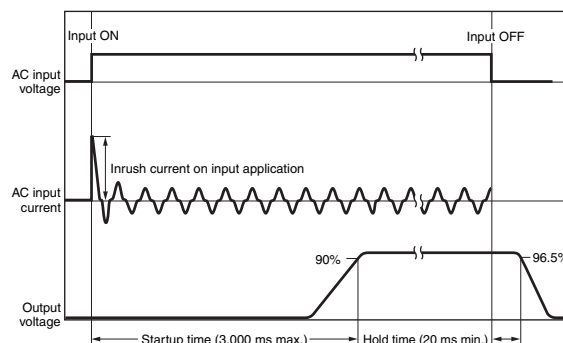 Input ON
Input OFF
AC input
voltage
Inrush current on input application
AC input
current
90%
96.5%
Output
voltage
Startup time (3,000 ms max.)
Hold time (20 ms min.)